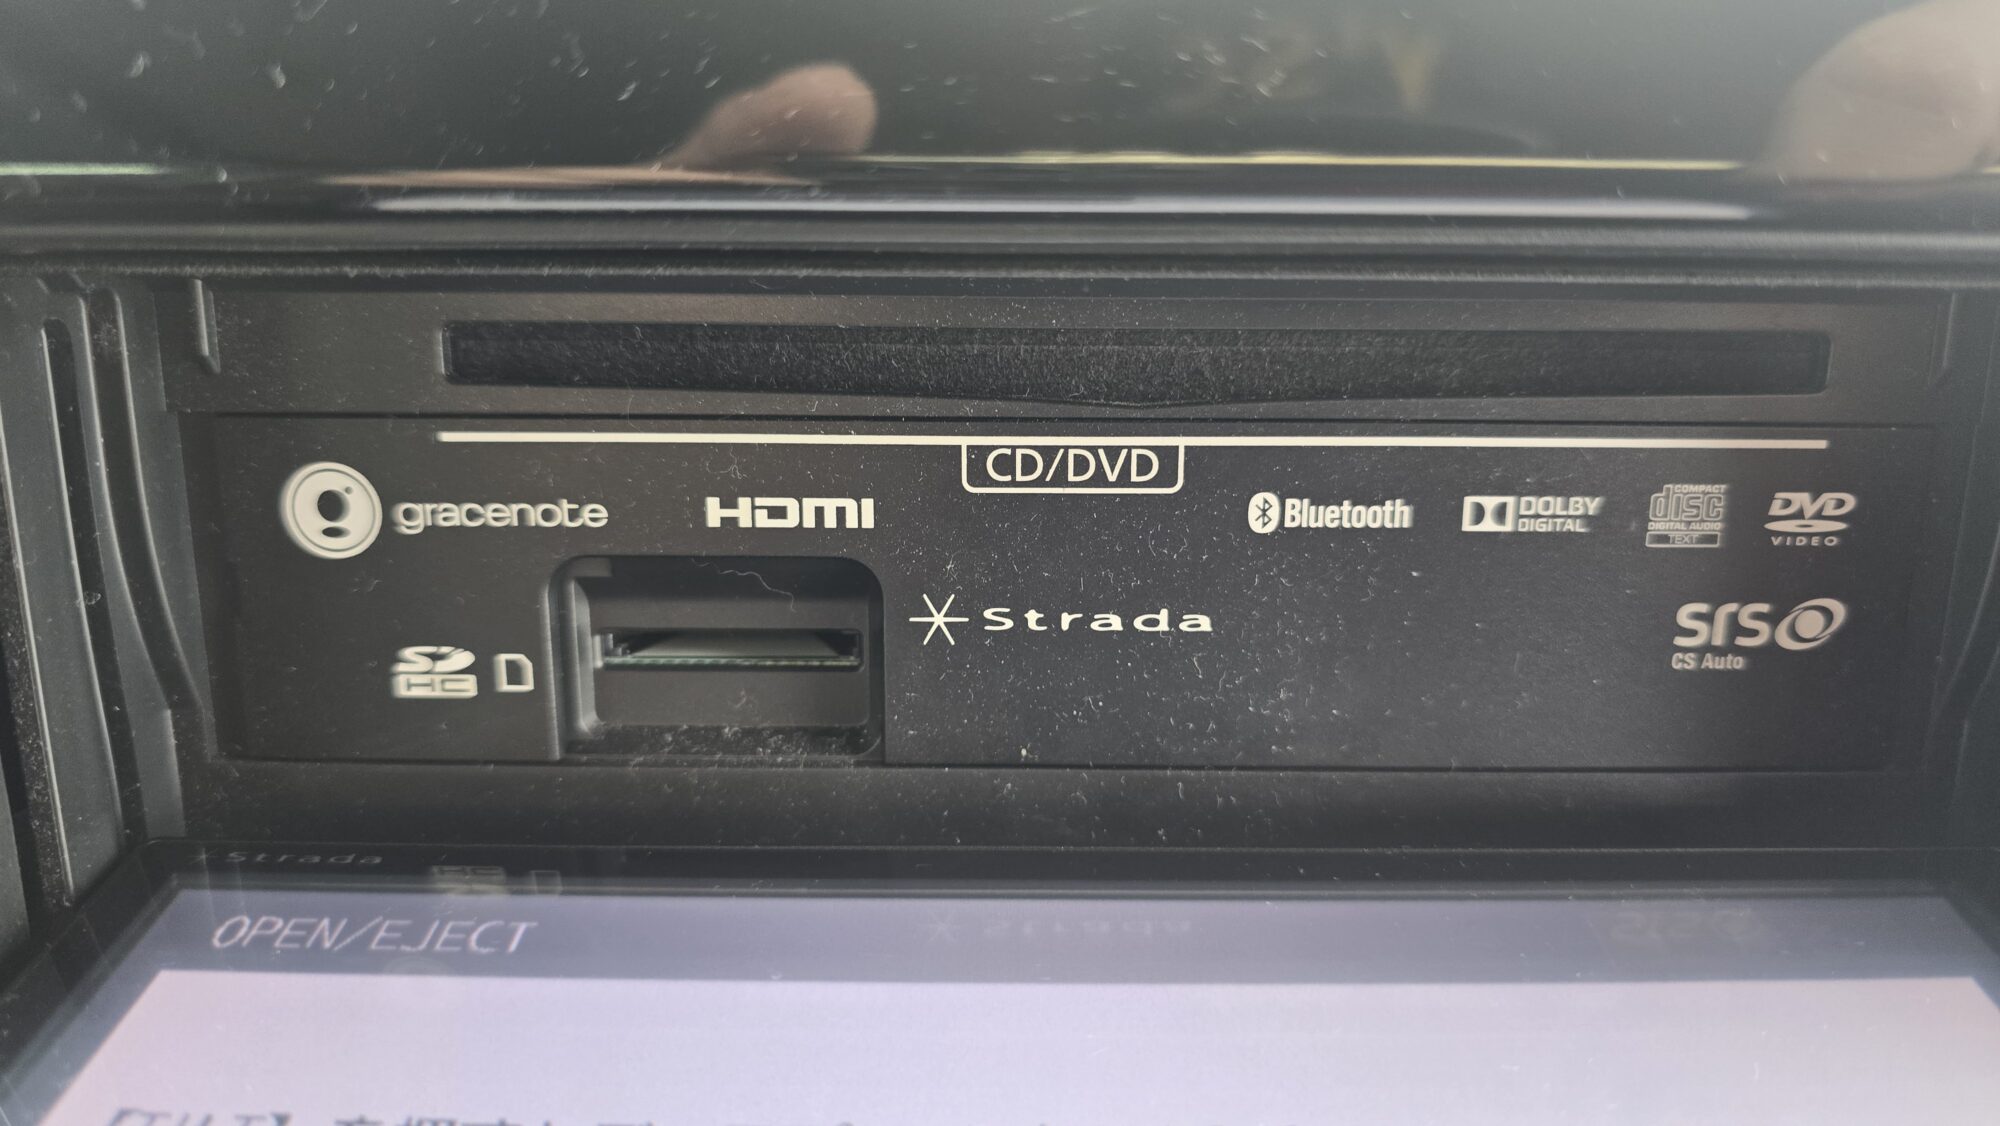 CD/DVD
gracenote
HDMI
Bluetooth
DOLBY
DIGITAL
COMPACT
disc
DIGITAL AUDIO
TEXT
DVD
VIDEO
SD
HC
Strada
SRS
CS Auto
Strada
OPEN/EJECT